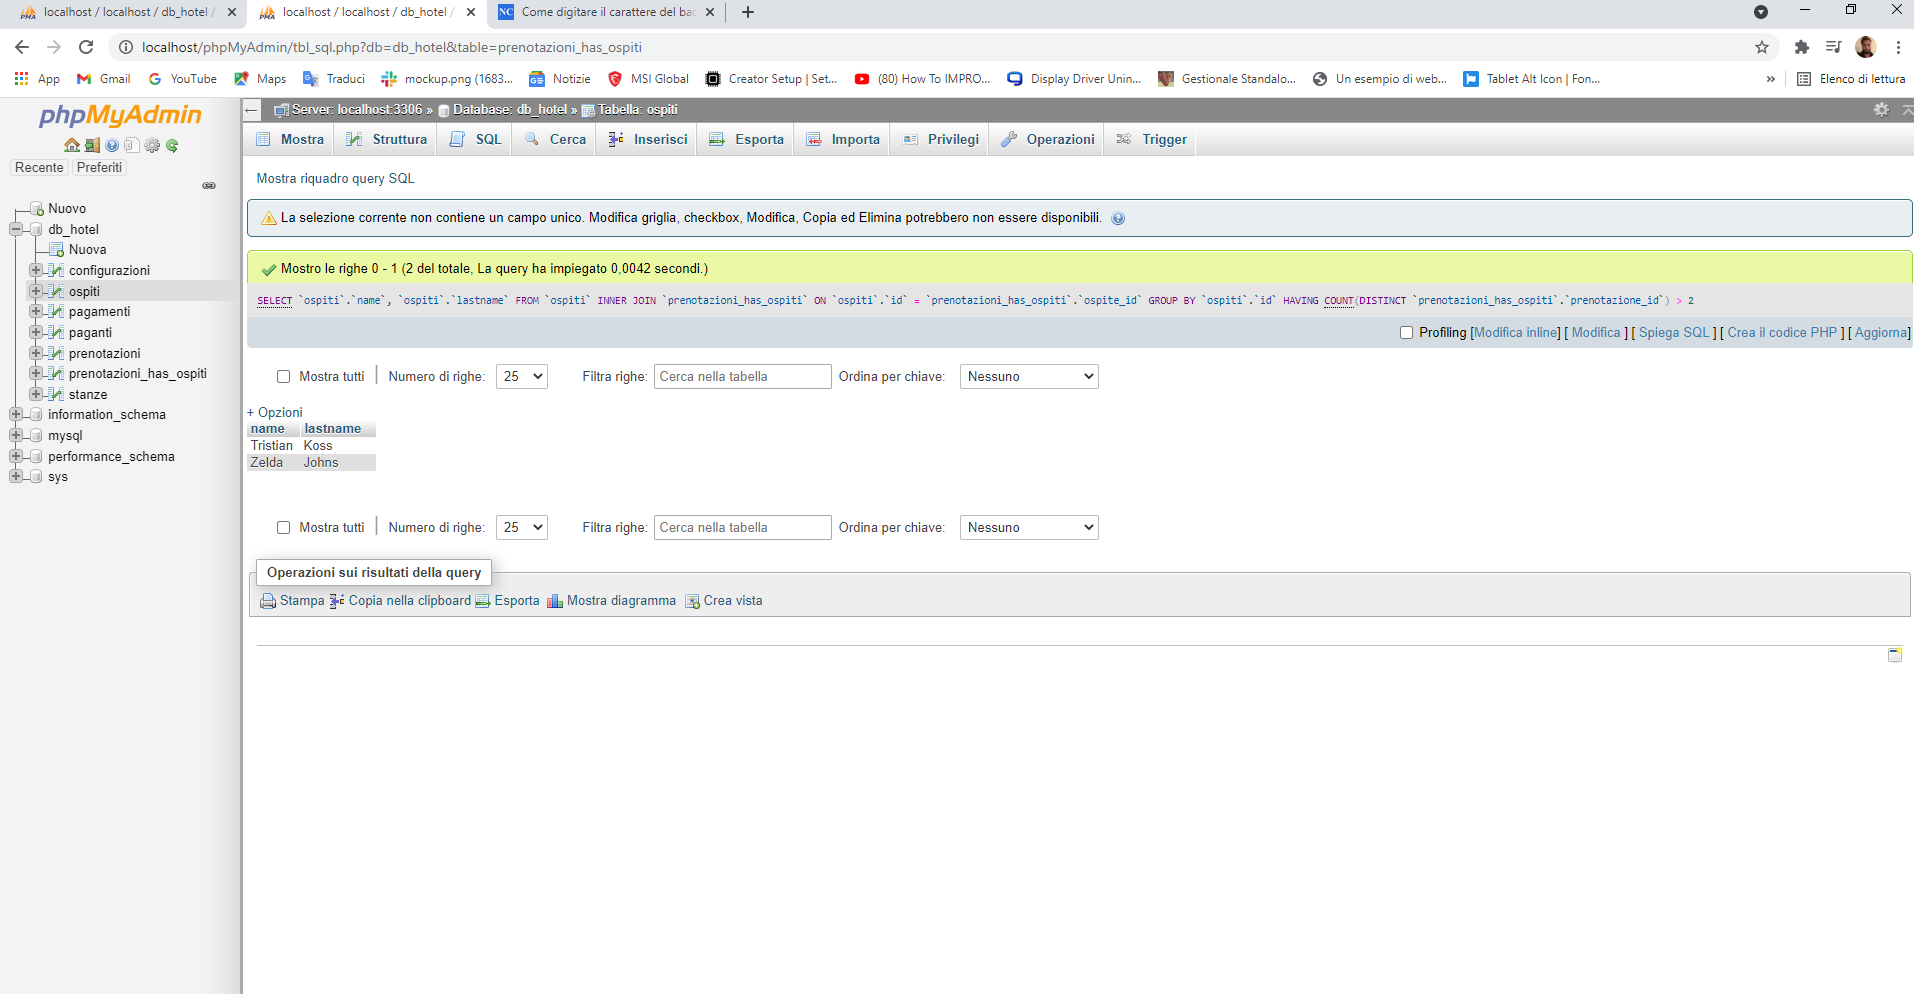 localhost / localhost / db_hotel /
localhost / localhost / db_hotel /
NC Come digitare il carattere del bac
localhost/phpMyAdmin/tbl_sql.php?db=db_hotel&table=prenotazioni_has_ospiti
App Gmail YouTube Maps Traduci mockup.png (1683... Notizie MSI Global Creator Setup | Set... (80) How To IMPRO... Display Driver Unin... Gestionale Standalo... Un esempio di web... Tablet Alt Icon | Fon... » Elenco di lettura
phpMyAdmin
Recente Preferiti
Nuovo
db_hotel
Nuova
configurazioni
ospiti
pagamenti
paganti
prenotazioni
prenotazioni_has_ospiti
stanze
information_schema
mysql
performance_schema
sys
Server: localhost:3306 » Database: db_hotel » Tabella: ospiti
Mostra Struttura SQL Cerca Inserisci Esporta Importa Privilegi Operazioni Trigger
Mostra riquadro query SQL
La selezione corrente non contiene un campo unico. Modifica griglia, checkbox, Modifica, Copia ed Elimina potrebbero non essere disponibili.
Mostro le righe 0 - 1 (2 del totale, La query ha impiegato 0,0042 secondi.)
SELECT `ospiti`.`name`, `ospiti`.`lastname` FROM `ospiti` INNER JOIN `prenotazioni_has_ospiti` ON `ospiti`.`id` = `prenotazioni_has_ospiti`.`ospite_id` GROUP BY `ospiti`.`id` HAVING COUNT(DISTINCT `prenotazioni_has_ospiti`.`prenotazione_id`) > 2
Profiling [Modifica inline] [ Modifica ] [ Spiega SQL ] [ Crea il codice PHP ] [ Aggiorna]
Mostra tutti | Numero di righe: 25 Filtra righe: Cerca nella tabella Ordina per chiave: Nessuno
+ Opzioni
name lastname
Tristian Koss
Zelda Johns
Mostra tutti | Numero di righe: 25 Filtra righe: Cerca nella tabella Ordina per chiave: Nessuno
Operazioni sui risultati della query
Stampa Copia nella clipboard Esporta Mostra diagramma Crea vista